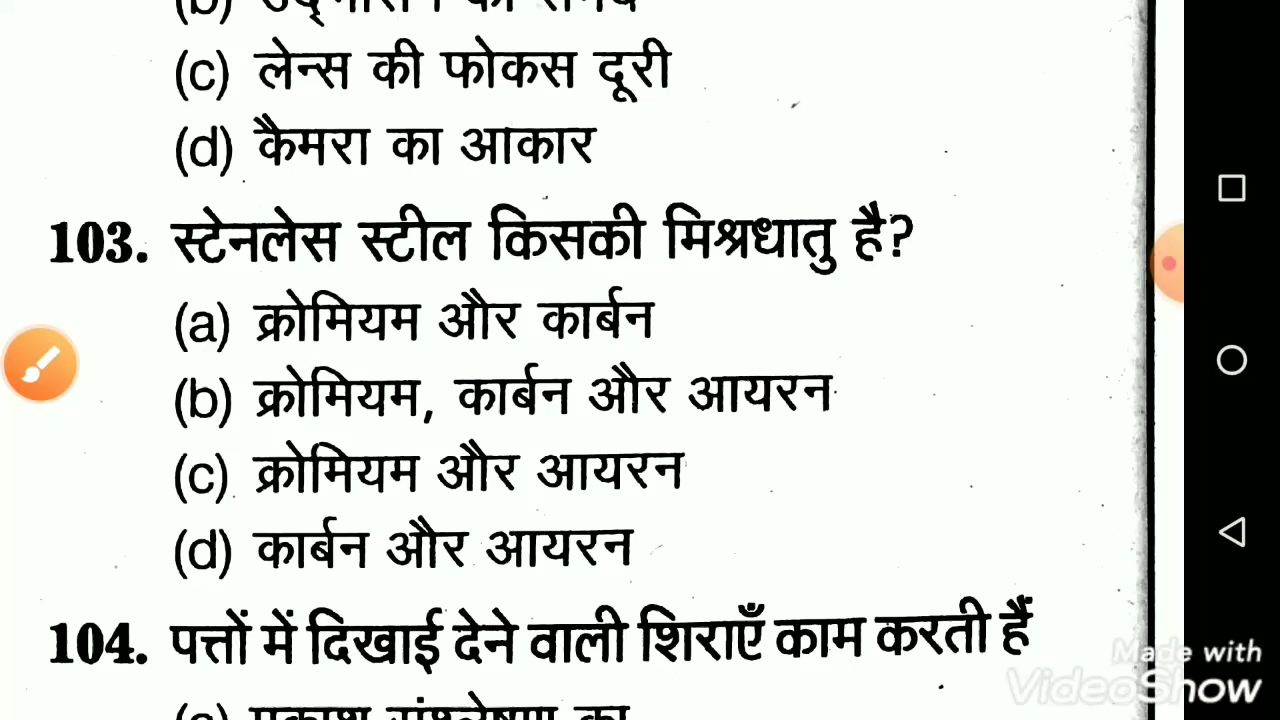 (c) लेन्स की फोकस दूरी
(d) कैमरा का आकार
103. स्टेनलेस स्टील किसकी मिश्रधातु है?
(a) क्रोमियम और कार्बन
(b) क्रोमियम, कार्बन और आयरन
(c) क्रोमियम और आयरन
(d) कार्बन और आयरन
104. पत्तों में दिखाई देने वाली शिराएँ काम करती हैं
Made with
VideoShow